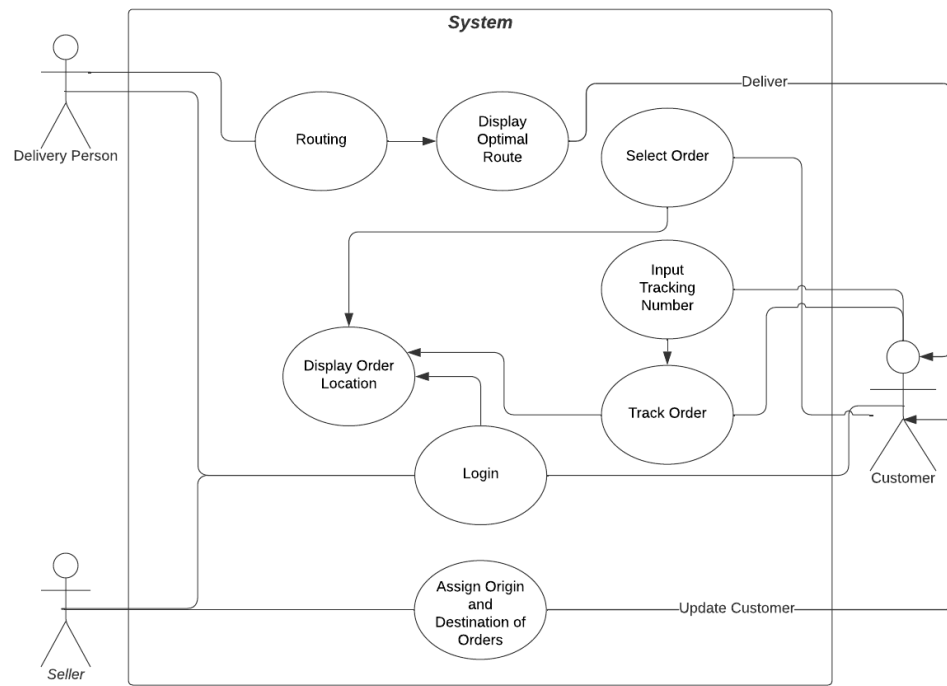 System
Deliver
Delivery Person
Routing
Display
Optimal
Route
Select Order
Input
Tracking
Number
Display Order
Location
Track Order
Login
Customer
Assign Origin
and
Destination of
Orders
Update Customer
Seller